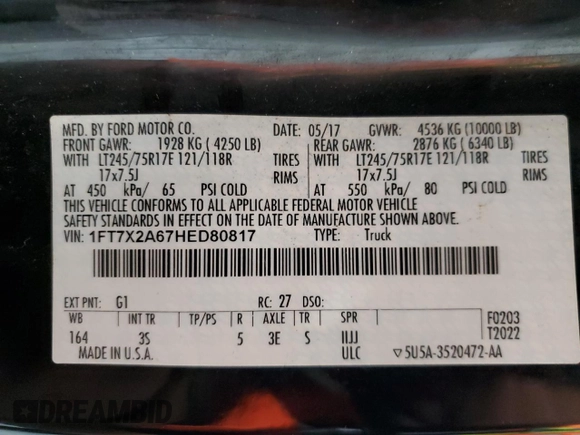 MFD. BY FORD MOTOR CO. DATE: 05/17 GVWR: 4536 KG (10000 LB)
FRONT GAWR: 1928 KG ( 4250 LB) REAR GAWR: 2876 KG ( 6340 LB)
WITH LT245/75R17E 121/118R TIRES LT245/75R17E 121/118R TIRES
17x7.5J RIMS 17x7.5J RIMS
AT 450 kPa/ 65 PSI COLD AT 550 kPa/ 80 PSI COLD
THIS VEHICLE CONFORMS TO ALL APPLICABLE FEDERAL MOTOR VEHICLE
SAFETY STANDARDS IN EFFECT ON THE DATE OF MANUFACTURE SHOWN ABOVE.
VIN: 1FT7X2A67HED80817 TYPE: Truck
EXT PNT: G1 RC: 27 DSO:
WB INT TR TP/PS R AXLE TR SPR F0203
164 3S 5 3E S IIJJ T2022
MADE IN U.S.A. ULC ▽5U5A-3520472-AA
DREAMBID